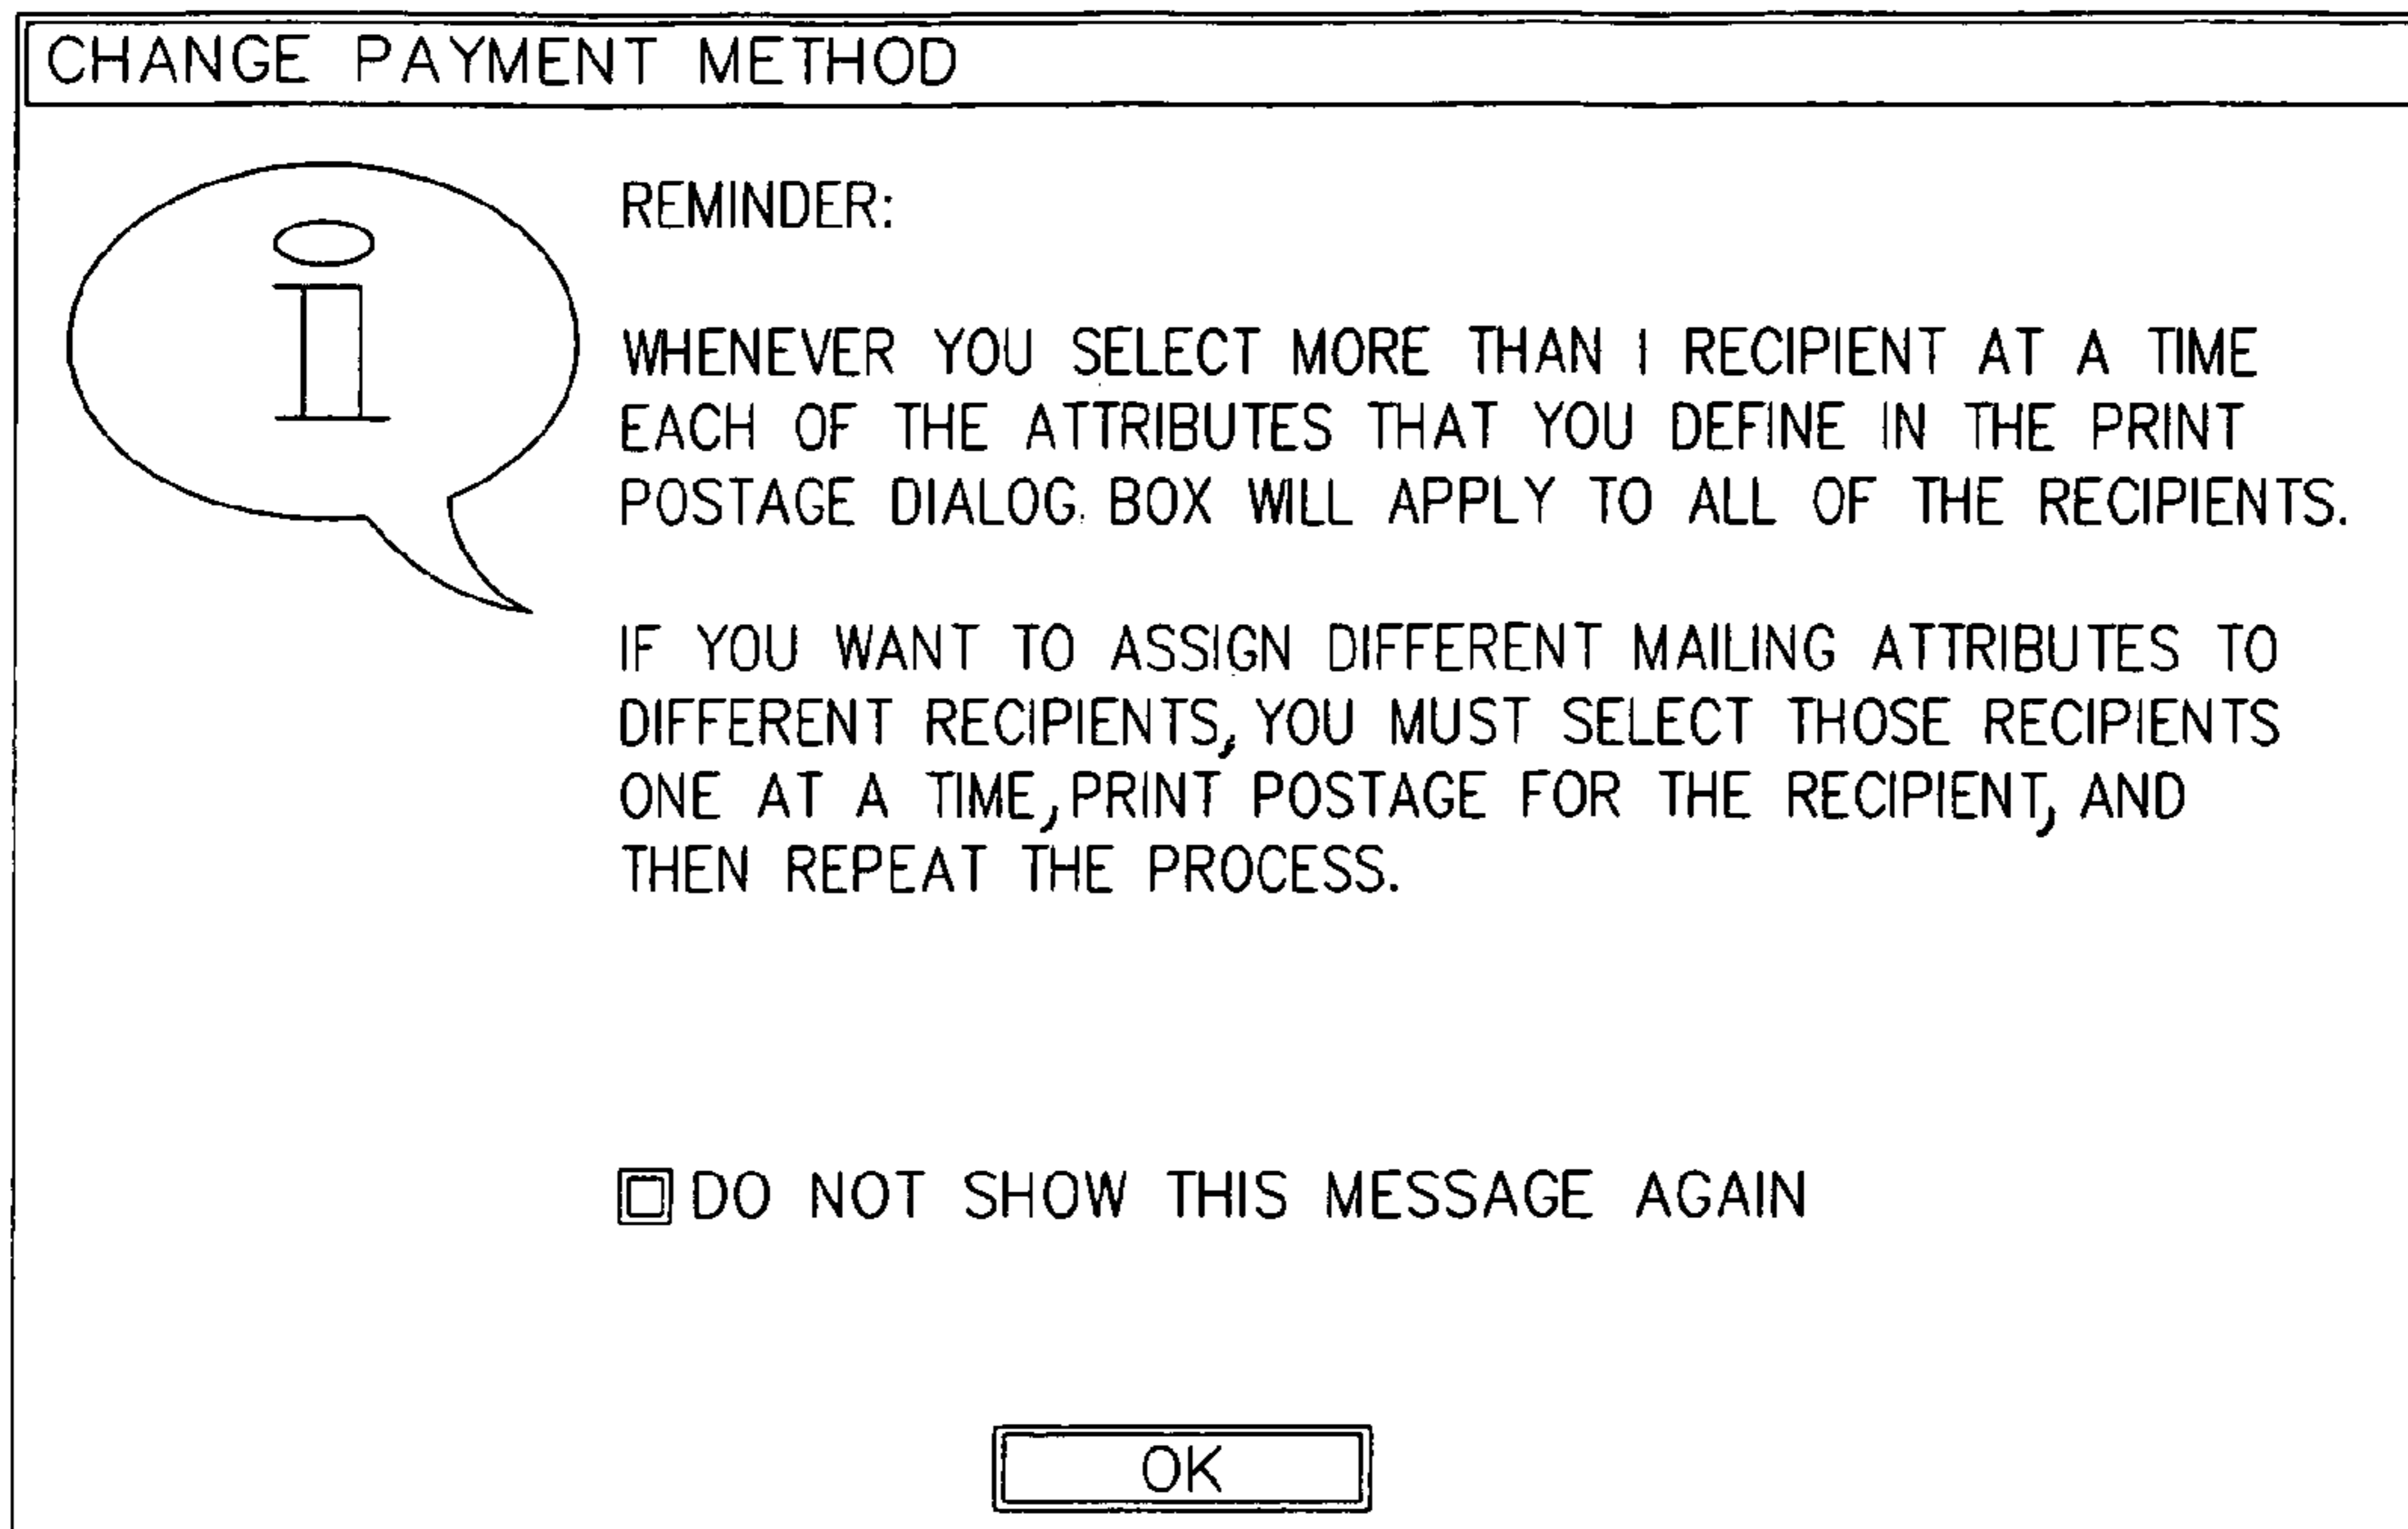 CHANGE PAYMENT METHOD
i
REMINDER:
WHENEVER YOU SELECT MORE THAN 1 RECIPIENT AT A TIME
EACH OF THE ATTRIBUTES THAT YOU DEFINE IN THE PRINT
POSTAGE DIALOG BOX WILL APPLY TO ALL OF THE RECIPIENTS.
IF YOU WANT TO ASSIGN DIFFERENT MAILING ATTRIBUTES TO
DIFFERENT RECIPIENTS, YOU MUST SELECT THOSE RECIPIENTS
ONE AT A TIME, PRINT POSTAGE FOR THE RECIPIENT, AND
THEN REPEAT THE PROCESS.
DO NOT SHOW THIS MESSAGE AGAIN
OK